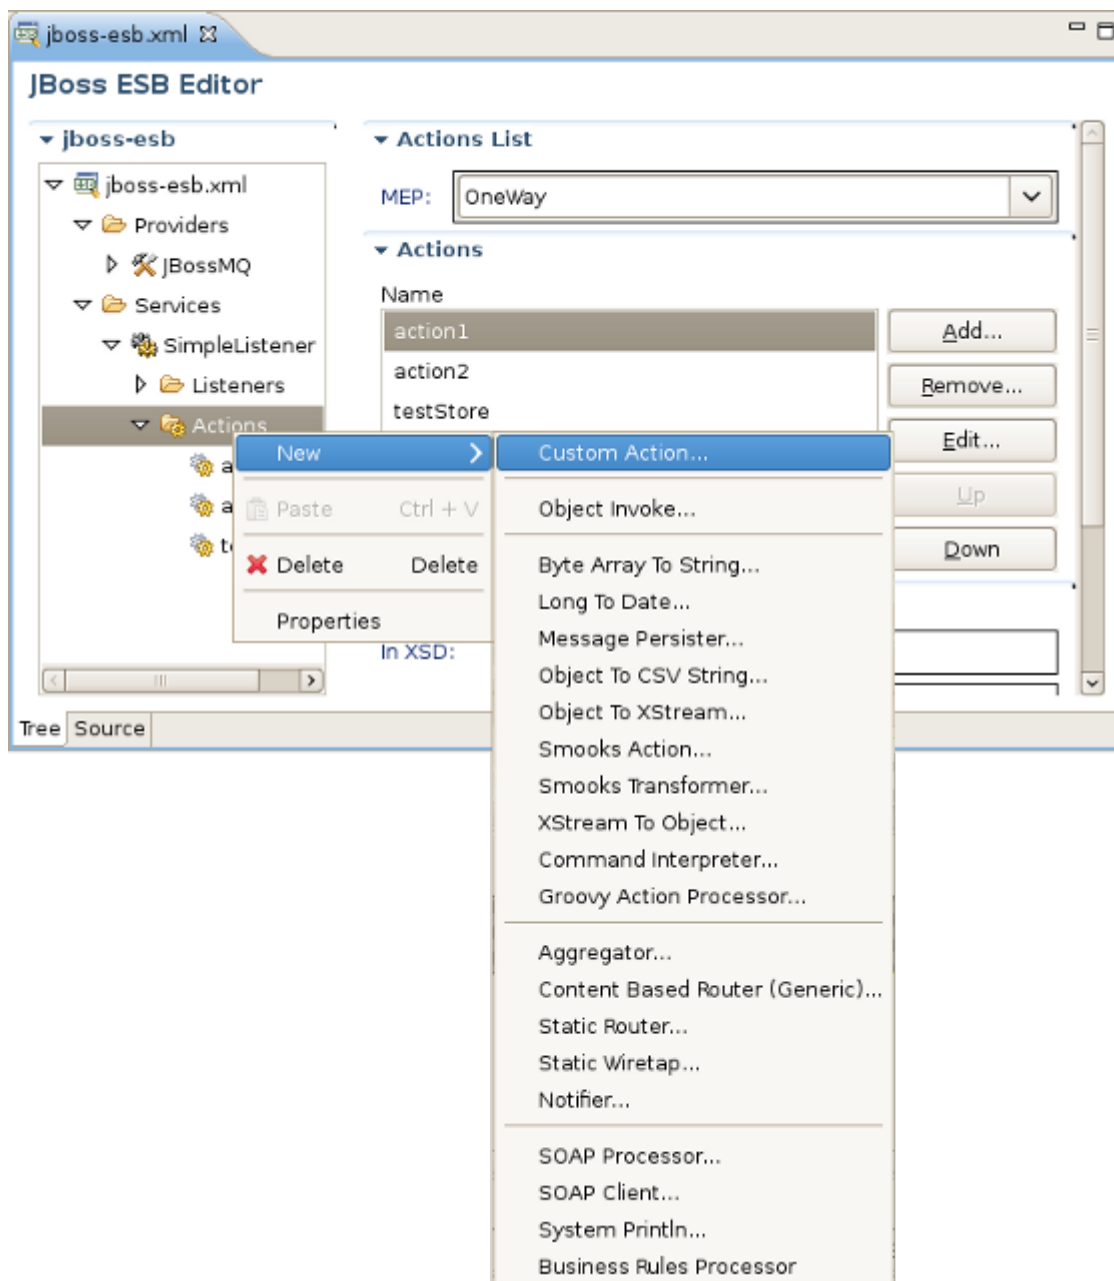 jboss-esb.xml
JBoss ESB Editor
jboss-esb
jboss-esb.xml
Providers
JBossMQ
Services
SimpleListener
Listeners
Actions
a
a
t
Actions List
MEP: OneWay
Actions
Name
action1
action2
testStore
Add...
Remove...
Edit...
Up
Down
In XSD:
New
Paste Ctrl + V
Delete Delete
Properties
Custom Action...
Object Invoke...
Byte Array To String...
Long To Date...
Message Persister...
Object To CSV String...
Object To XStream...
Smooks Action...
Smooks Transformer...
XStream To Object...
Command Interpreter...
Groovy Action Processor...
Aggregator...
Content Based Router (Generic)...
Static Router...
Static Wiretap...
Notifier...
SOAP Processor...
SOAP Client...
System Println...
Business Rules Processor
Tree Source